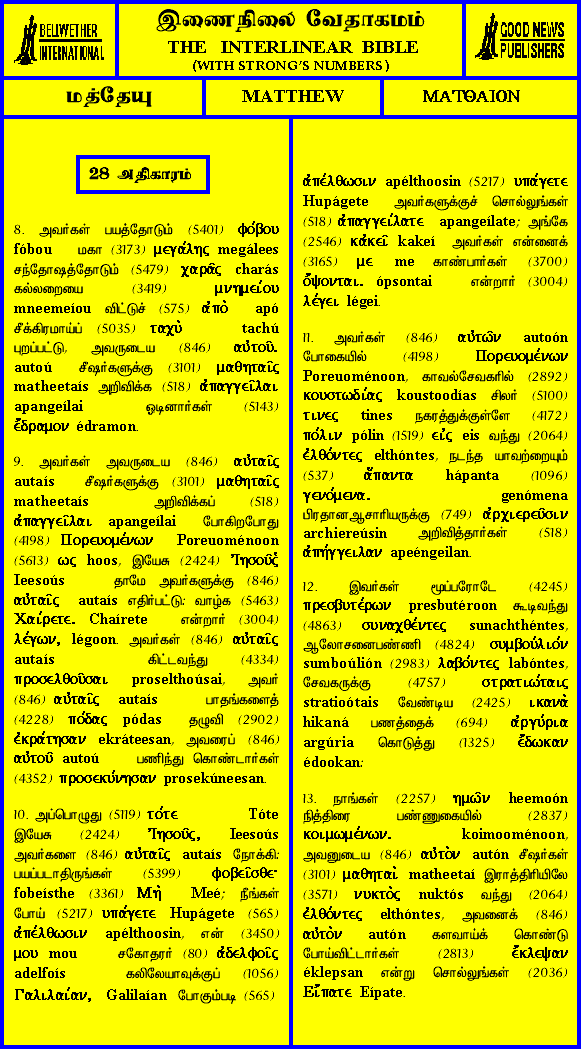 BELLWETHER
INTERNATIONAL
இணைநிலை வேதாகமம்
THE INTERLINEAR BIBLE
(WITH STRONG'S NUMBERS)
GOOD NEWS
PUBLISHERS
மத்தேயு
MATTHEW
ΜΑΤΘΑΙΟΝ
28 அதிகாரம்
8. அவர்கள் பயத்தோடும் (5401) φόβου
fóbou மகா (3173) μεγάλης megálees
சந்தோஷத்தோடும் (5479) χαρᾶς charás
கல்லறையை (3419) μνημείου
mneemeíou விட்டுச் (575) ἀπὸ apó
சீக்கிரமாய்ப் (5035) ταχὺ tachú
புறப்பட்டு, அவருடைய (846) αὐτοῦ.
autoú சீஷர்களுக்கு (3101) μαθηταῖς
matheetaís அறிவிக்க (518) ἀπαγγεῖλαι
apangeílai ஓடினார்கள் (5143)
ἔδραμον édramon.
9. அவர்கள் அவருடைய (846) αὐταῖς
autaís சீஷர்களுக்கு (3101) μαθηταῖς
matheetaís அறிவிக்கப் (518)
ἀπαγγεῖλαι apangeílai போகிறபோது
(4198) Πορευομένων Poreuoménoon
(5613) ως hoos, இயேசு (2424) Ἰησοῦς
Ieesoús தாமே அவர்களுக்கு (846)
αὐταῖς autaís எதிர்பட்டு: வாழ்க (5463)
Χαίρετε. Chaírete என்றார் (3004)
λέγων, légoon. அவர்கள் (846) αὐταῖς
autaís கிட்டவந்து (4334)
προσελθοῦσαι proselthoúsai, அவர்
(846) αὐταῖς autaís பாதங்களைத்
(4228) πόδας pódas தழுவி (2902)
ἐκράτησαν ekráteesan, அவரைப் (846)
αὐτοῦ autoú பணிந்து கொண்டார்கள்
(4352) προσεκύνησαν prosekúneesan.
10. அப்பொழுது (5119) τότε Tóte
இயேசு (2424) Ἰησοῦς, Ieesoús
அவர்களை (846) αὐταῖς autaís நோக்கி:
பயப்படாதிருங்கள் (5399) φοβεῖσθε·
fobeísthe (3361) Μὴ Meé; நீங்கள்
போய் (5217) υπάγετε Hupágete (565)
ἀπέλθωσιν apélthoosin, என் (3450)
μου mou சகோதரர் (80) ἀδελφοῖς
adelfoís கலிலேயாவுக்குப் (1056)
Γαλιλαίαν, Galilaían போகும்படி (565)
ἀπέλθωσιν apélthoosin (5217) υπάγετε
Hupágete அவர்களுக்குச் சொல்லுங்கள்
(518) ἀπαγγείλατε apangeílate; அங்கே
(2546) κἀκεῖ kakeí அவர்கள் என்னைக்
(3165) με me காண்பார்கள் (3700)
ὄψονται. ópsontai என்றார் (3004)
λέγει légei.
11. அவர்கள் (846) αὐτῶν autoón
போகையில் (4198) Πορευομένων
Poreuoménoon, காவல்சேவகரில் (2892)
κουστωδίας koustoodías சிலர் (5100)
τινες tines நகரத்துக்குள்ளே (4172)
πόλιν pólin (1519) εἰς eis வந்து (2064)
ἐλθόντες elthóntes, நடந்த யாவற்றையும்
(537) ἅπαντα hápanta (1096)
γενόμενα. genómena
பிரதானஆசாரியருக்கு (749) ἀρχιερεῦσιν
archiereúsin அறிவித்தார்கள் (518)
ἀπήγγειλαν apeéngeilan.
12. இவர்கள் மூப்பரோடே (4245)
πρεσβυτέρων presbutéroon கூடிவந்து
(4863) συναχθέντες sunachthéntes,
ஆலோசனைபண்ணி (4824) συμβούλιόν
sumboúlión (2983) λαβόντες labóntes,
சேவகருக்கு (4757) στρατιώταις
stratioótais வேண்டிய (2425) ικανὰ
hikaná பணத்தைக் (694) ἀργύρια
argúria கொடுத்து (1325) ἔδωκαν
édookan:
13. நாங்கள் (2257) ημῶν heemoón
நித்திரை பண்ணுகையில் (2837)
κοιμωμένων. koimooménoon,
அவனுடைய (846) αὐτὸν autón சீஷர்கள்
(3101) μαθηταὶ matheetaí இராத்திரியிலே
(3571) νυκτὸς nuktós வந்து (2064)
ἐλθόντες elthóntes, அவனைக் (846)
αὐτὸν autón களவாய்க் கொண்டு
போய்விட்டார்கள் (2813) ἔκλεψαν
éklepsan என்று சொல்லுங்கள் (2036)
Εἴπατε Eípate.